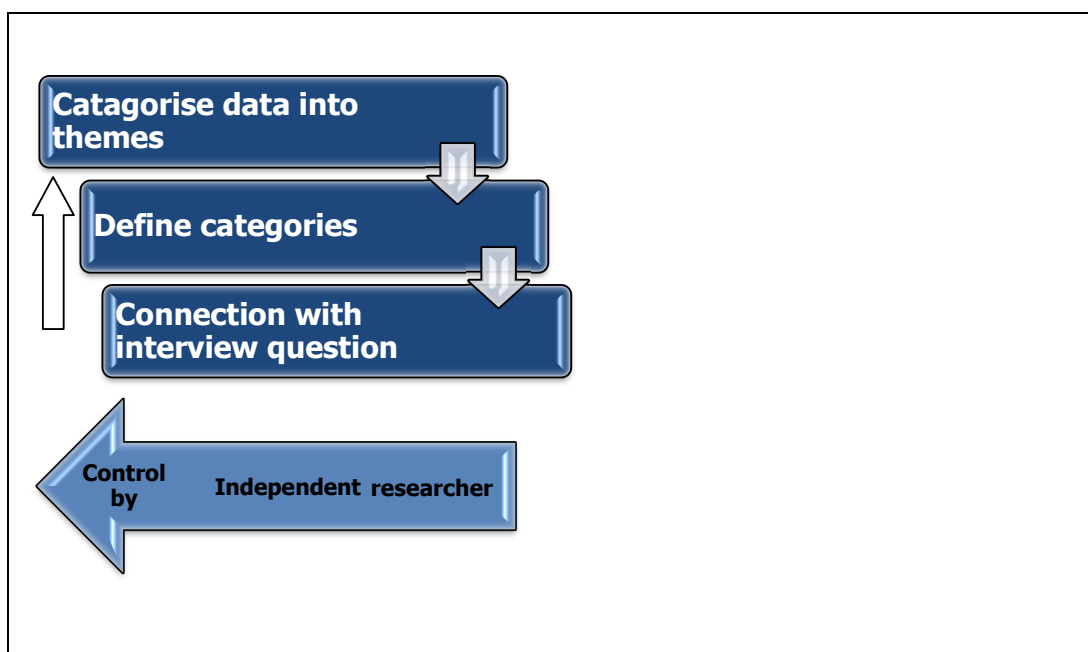 Catagorise data into
themes
Define categories
Connection with
interview question
Control
by
Independent researcher